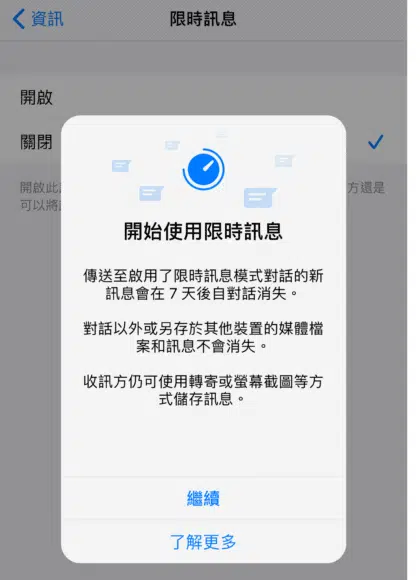 資訊
限時訊息
開啟
關閉
開啟此
方還是
可以將
開始使用限時訊息
傳送至啟用了限時訊息模式對話的新
訊息會在 7 天後自對話消失。
對話以外或另存於其他裝置的媒體檔
案和訊息不會消失。
收訊方仍可使用轉寄或螢幕截圖等方
式儲存訊息。
繼續
了解更多